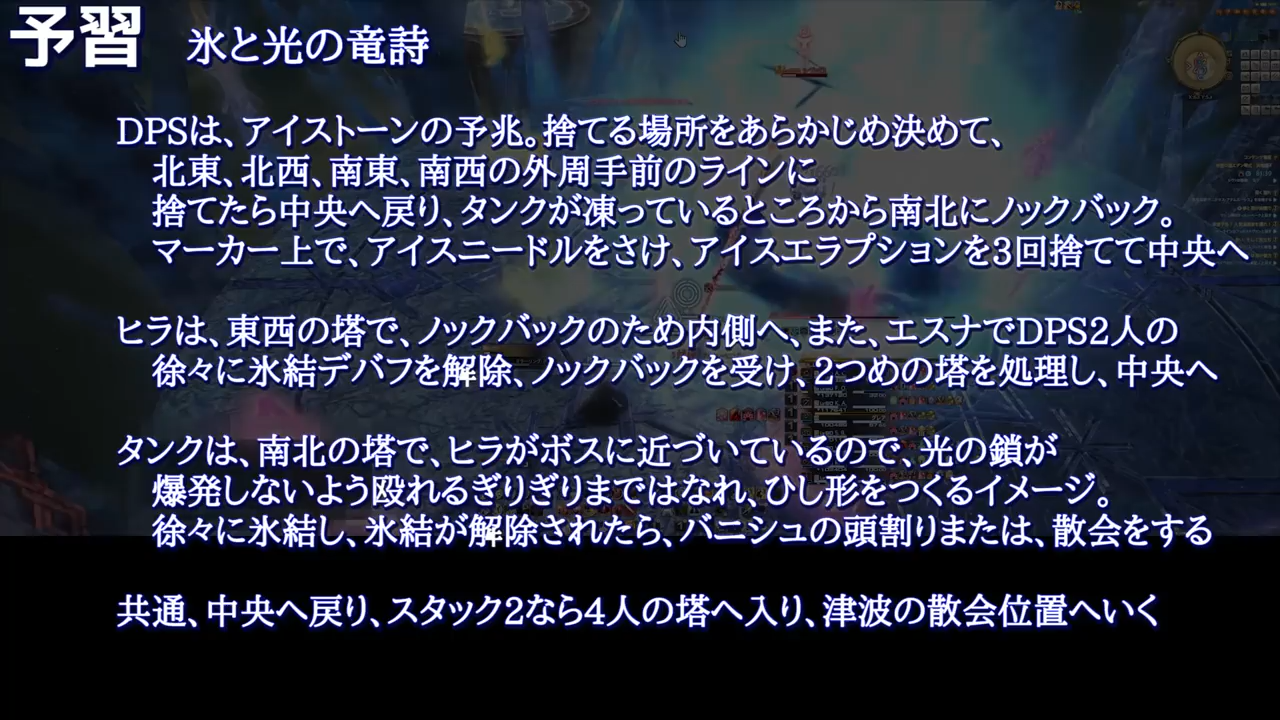 予習 氷と光の竜詩
DPSは、アイストーンの予兆。捨てる場所をあらかじめ決めて、
北東、北西、南東、南西の外周手前のラインに
捨てたら中央へ戻り、タンクが凍っているところから南北にノックバック。
マーカー上で、アイスニードルをさけ、アイスエラプションを3回捨てて中央へ
ヒラは、東西の塔で、ノックバックのため内側へ、また、エスナでDPS2人の
徐々に氷結デバフを解除、ノックバックを受け、2つめの塔を処理し、中央へ
タンクは、南北の塔で、ヒラがボスに近づいているので、光の鎖が
爆発しないよう殴れるぎりぎりまではなれ、ひし形をつくるイメージ。
徐々に氷結し、氷結が解除されたら、バニシュの頭割りまたは、散会をする
共通、中央へ戻り、スタック2なら4人の塔へ入り、津波の散会位置へいく